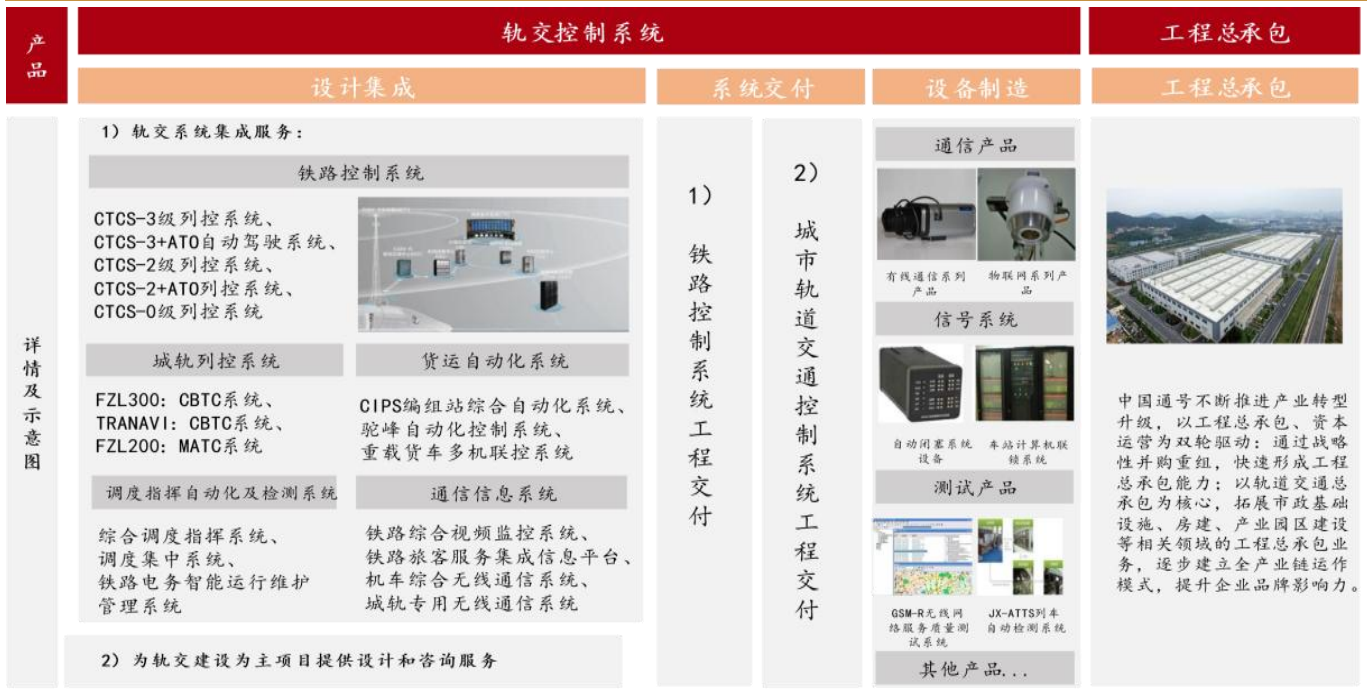 产品
轨交控制系统
工程总承包
设计集成
系统交付
设备制造
工程总承包
详情及示意图
1）轨交系统集成服务：
铁路控制系统
CTCS-3级列控系统、
CTCS-3+ATO自动驾驶系统、
CTCS-2级列控系统、
CTCS-2+ATO列控系统、
CTCS-0级列控系统
城轨列控系统
FZL300：CBTC系统、
TRANAVI：CBTC系统、
FZL200：MATC系统
货运自动化系统
CIPS编组站综合自动化系统、
驼峰自动化控制系统、
重载货车多机联控系统
调度指挥自动化及检测系统
综合调度指挥系统、
调度集中系统、
铁路电务智能运行维护
管理系统
通信信息系统
铁路综合视频监控系统、
铁路旅客服务集成信息平台、
机车综合无线通信系统、
城轨专用无线通信系统
2）为轨交建设为主项目提供设计和咨询服务
1）铁路控制系统工程交付
2）城市轨道交通控制系统工程交付
通信产品
有线通信系列
产品
物联网系列产
品
信号系统
自动闭塞系统
设备
车站计算机联
锁系统
测试产品
GSM-R无线网
络服务质量测
试系统
JX-ATTS列车
自动检测系统
其他产品...
中国通号不断推进产业转型
升级，以工程总承包、资本
运营为双轮驱动：通过战略
性并购重组，快速形成工程
总承包能力；以轨道交通总
承包为核心，拓展市政基础
设施、房建、产业园区建设
等相关领域的工程总承包业
务，逐步建立全产业链运作
模式，提升企业品牌影响力。